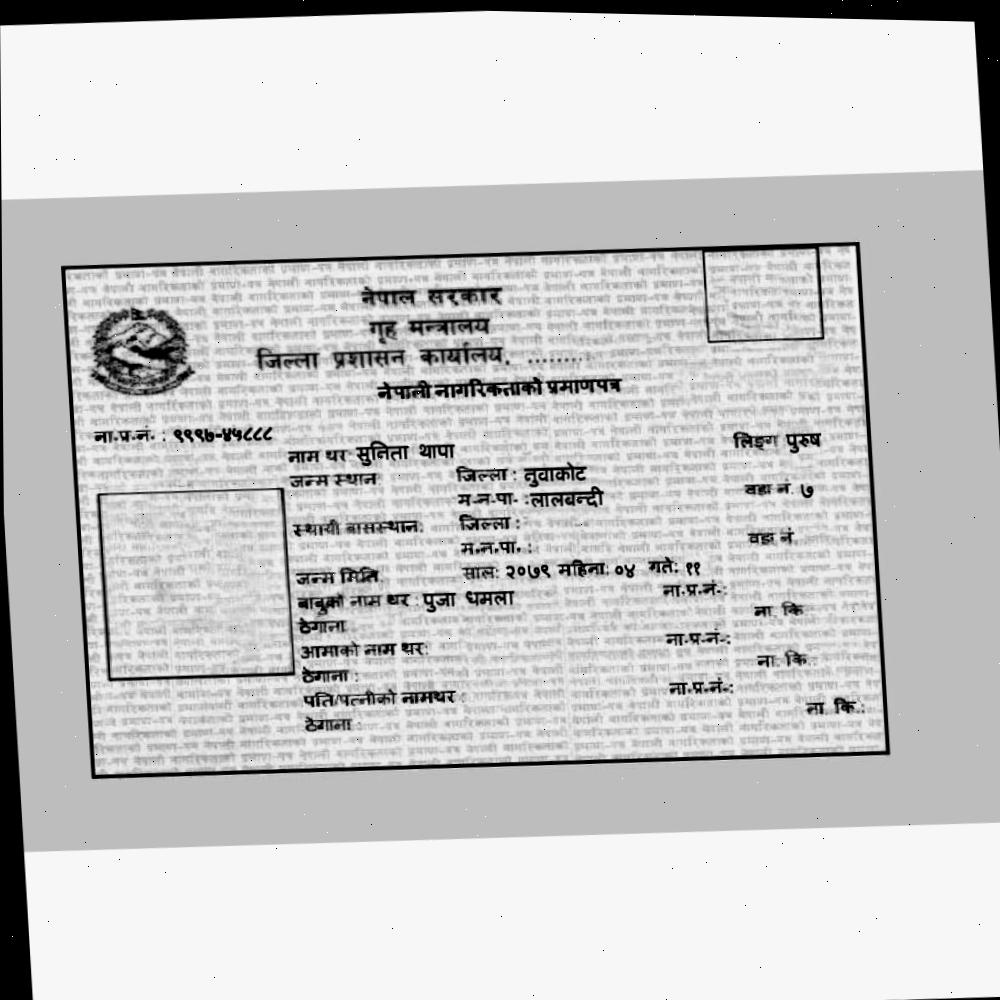 नेपाल सरकार
गृह मन्त्रालय
जिल्ला प्रशासन कार्यालय, .........
नेपाली नागरिकताको प्रमाणपत्र
ना.प्र.नं. : ९९९७-४५८८८
नाम थर सुनिता थापा लिङ्ग पुरुष
जन्म स्थान: जिल्ला : नुवाकोट
म.न.पा. :लालबन्दी वडा नं. ७
स्थायी बासस्थान: जिल्ला :
म.न.पा. : वडा नं.
जन्म मिति: साल: २०७९ महिना: ०४ गते: ११
बाबुको नाम थर : पुजा धमला ना.प्र.नं.:
ठेगाना : ना. कि.:
आमाको नाम थर: ना.प्र.नं.:
ठेगाना : ना. कि.:
पति/पत्नीको नामथर : ना.प्र.नं.:
ठेगाना : ना. कि.: